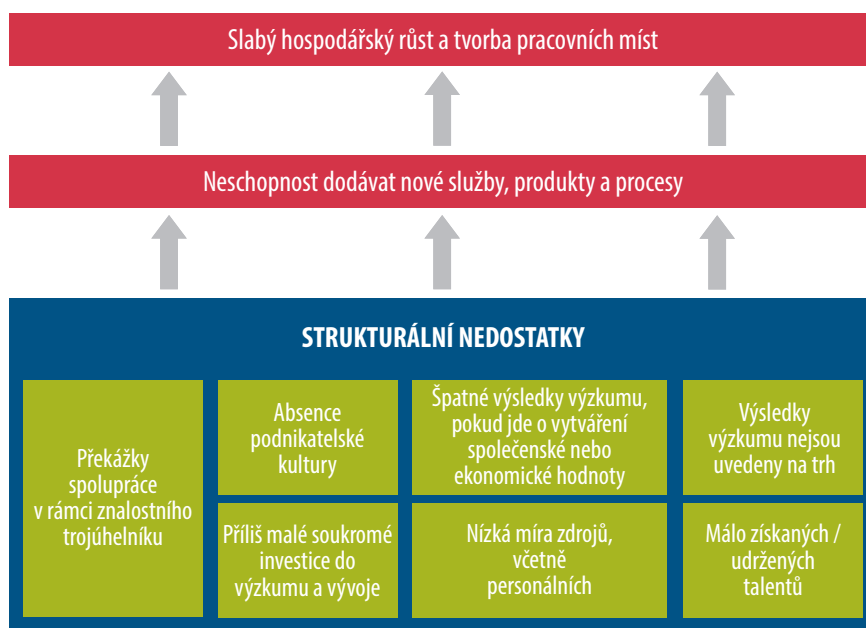 Slabý hospodářský růst a tvorba pracovních míst
Neschopnost dodávat nové služby, produkty a procesy
STRUKTURÁLNÍ NEDOSTATKY
Překážky
spolupráce
v rámci znalostního
trojúhelníku
Absence
podnikatelské
kultury
Příliš malé soukromé
investice do
výzkumu a vývoje
Špatné výsledky výzkumu,
pokud jde o vytváření
společenské nebo
ekonomické hodnoty
Nízká míra zdrojů,
včetně
personálních
Výsledky
výzkumu nejsou
uvedeny na trh
Málo získaných /
udržených
talentů